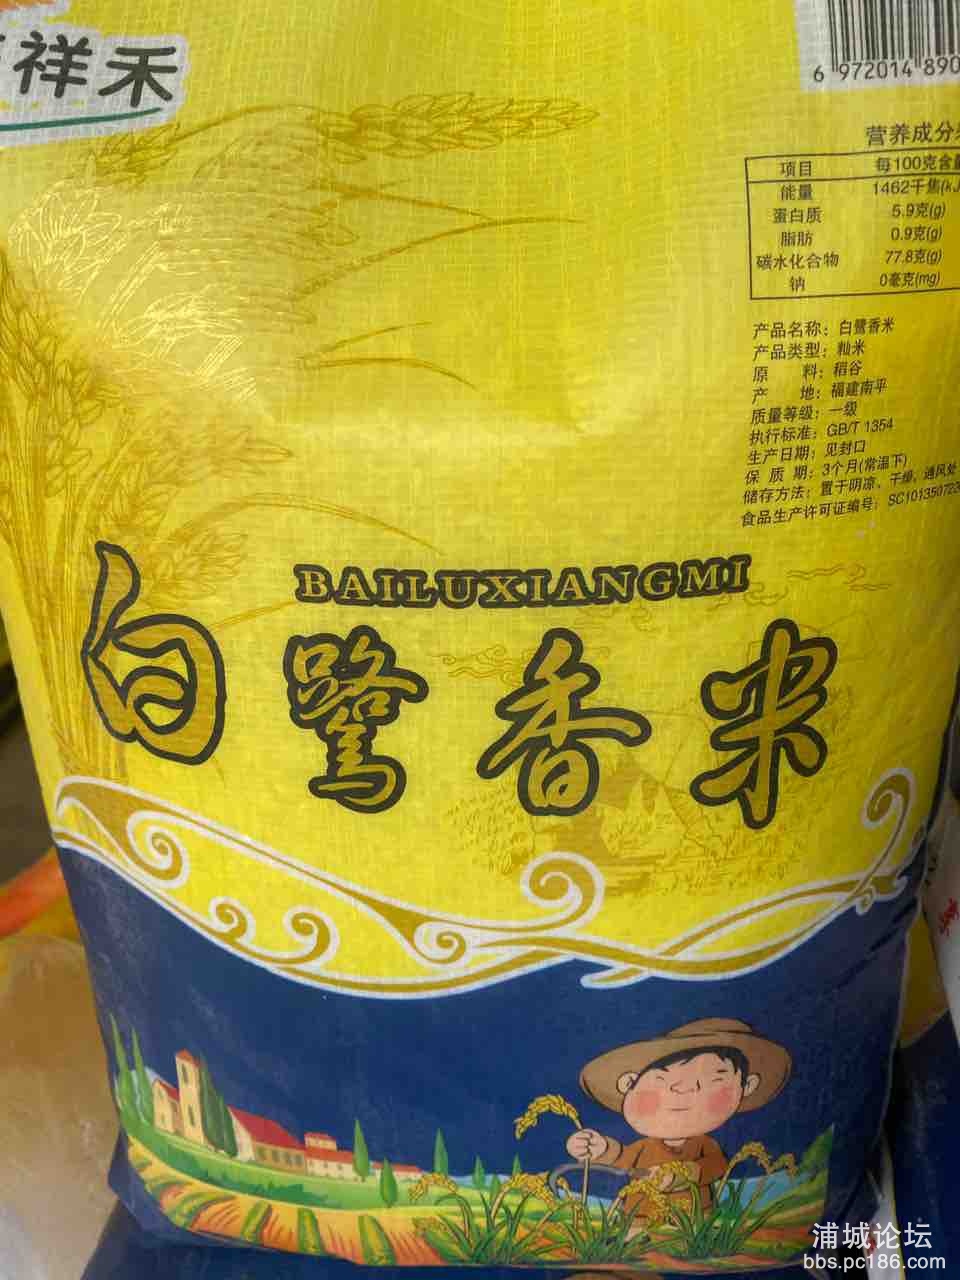 祥禾
6 972014 890
营养成分
项目 每100克含量
能量 1462千焦(kJ
蛋白质 5.9克(g)
脂肪 0.9克(g)
碳水化合物 77.8克(g)
钠 0毫克(mg)
产品名称：白鹭香米
产品类型：籼米
原 料：稻谷
产 地：福建南平
质量等级：一级
执行标准：GB/T 1354
生产日期：见封口
保 质 期：3个月(常温下)
储存方法：置于阴凉、干燥、通风处
食品生产许可证编号：SC101350723
BAILUXIANGMI
白鹭香米
浦城论坛
bbs.pc186.com